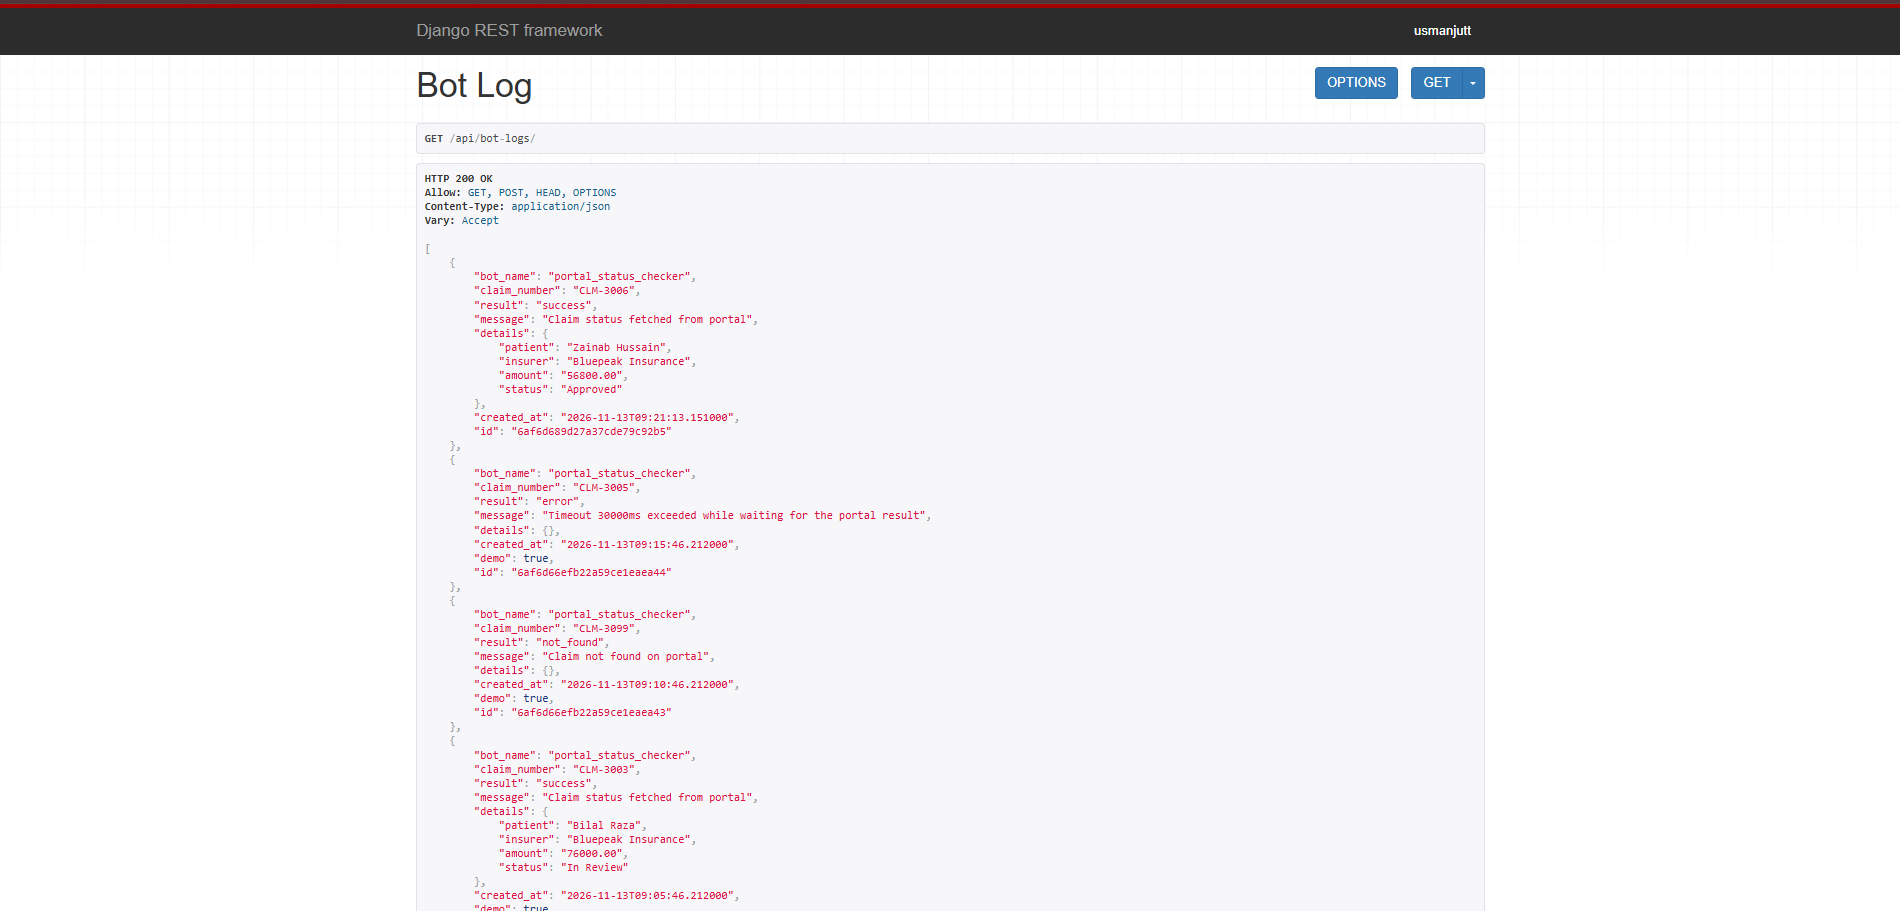 Django REST framework
usmanjutt
Bot Log
OPTIONS
GET
GET /api/bot-logs/
HTTP 200 OK
Allow: GET, POST, HEAD, OPTIONS
Content-Type: application/json
Vary: Accept
[
{
"bot_name": "portal_status_checker",
"claim_number": "CLM-3006",
"result": "success",
"message": "Claim status fetched from portal",
"details": {
"patient": "Zainab Hussain",
"insurer": "Bluepeak Insurance",
"amount": "56800.00",
"status": "Approved"
},
"created_at": "2026-11-13T09:21:13.151000",
"id": "6af6d689d27a37cde79c92b5"
},
{
"bot_name": "portal_status_checker",
"claim_number": "CLM-3005",
"result": "error",
"message": "Timeout 30000ms exceeded while waiting for the portal result",
"details": {},
"created_at": "2026-11-13T09:15:46.212000",
"demo": true,
"id": "6af6d66efb22a59ce1eaea44"
},
{
"bot_name": "portal_status_checker",
"claim_number": "CLM-3099",
"result": "not_found",
"message": "Claim not found on portal",
"details": {},
"created_at": "2026-11-13T09:10:46.212000",
"demo": true,
"id": "6af6d66efb22a59ce1eaea43"
},
{
"bot_name": "portal_status_checker",
"claim_number": "CLM-3003",
"result": "success",
"message": "Claim status fetched from portal",
"details": {
"patient": "Bilal Raza",
"insurer": "Bluepeak Insurance",
"amount": "76000.00",
"status": "In Review"
},
"created_at": "2026-11-13T09:05:46.212000",
"demo": true